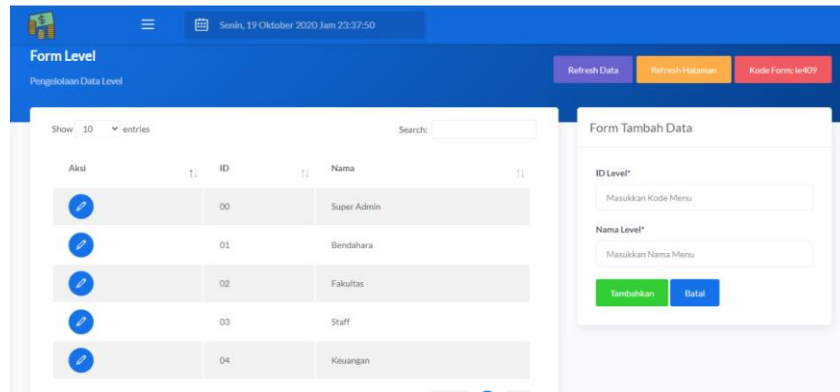 Senin, 19 Oktober 2020 Jam 23:37:50
Form Level
Pengelolaan Data Level
Refresh Data
Refresh Halaman
Kode Form: le409
Show 10 entries
Search:
Aksi ID Nama
00 Super Admin
01 Bendahara
02 Fakultas
03 Staff
04 Keuangan
Form Tambah Data
ID Level*
Masukkan Kode Menu
Nama Level*
Masukkan Nama Menu
Tambahkan Batal